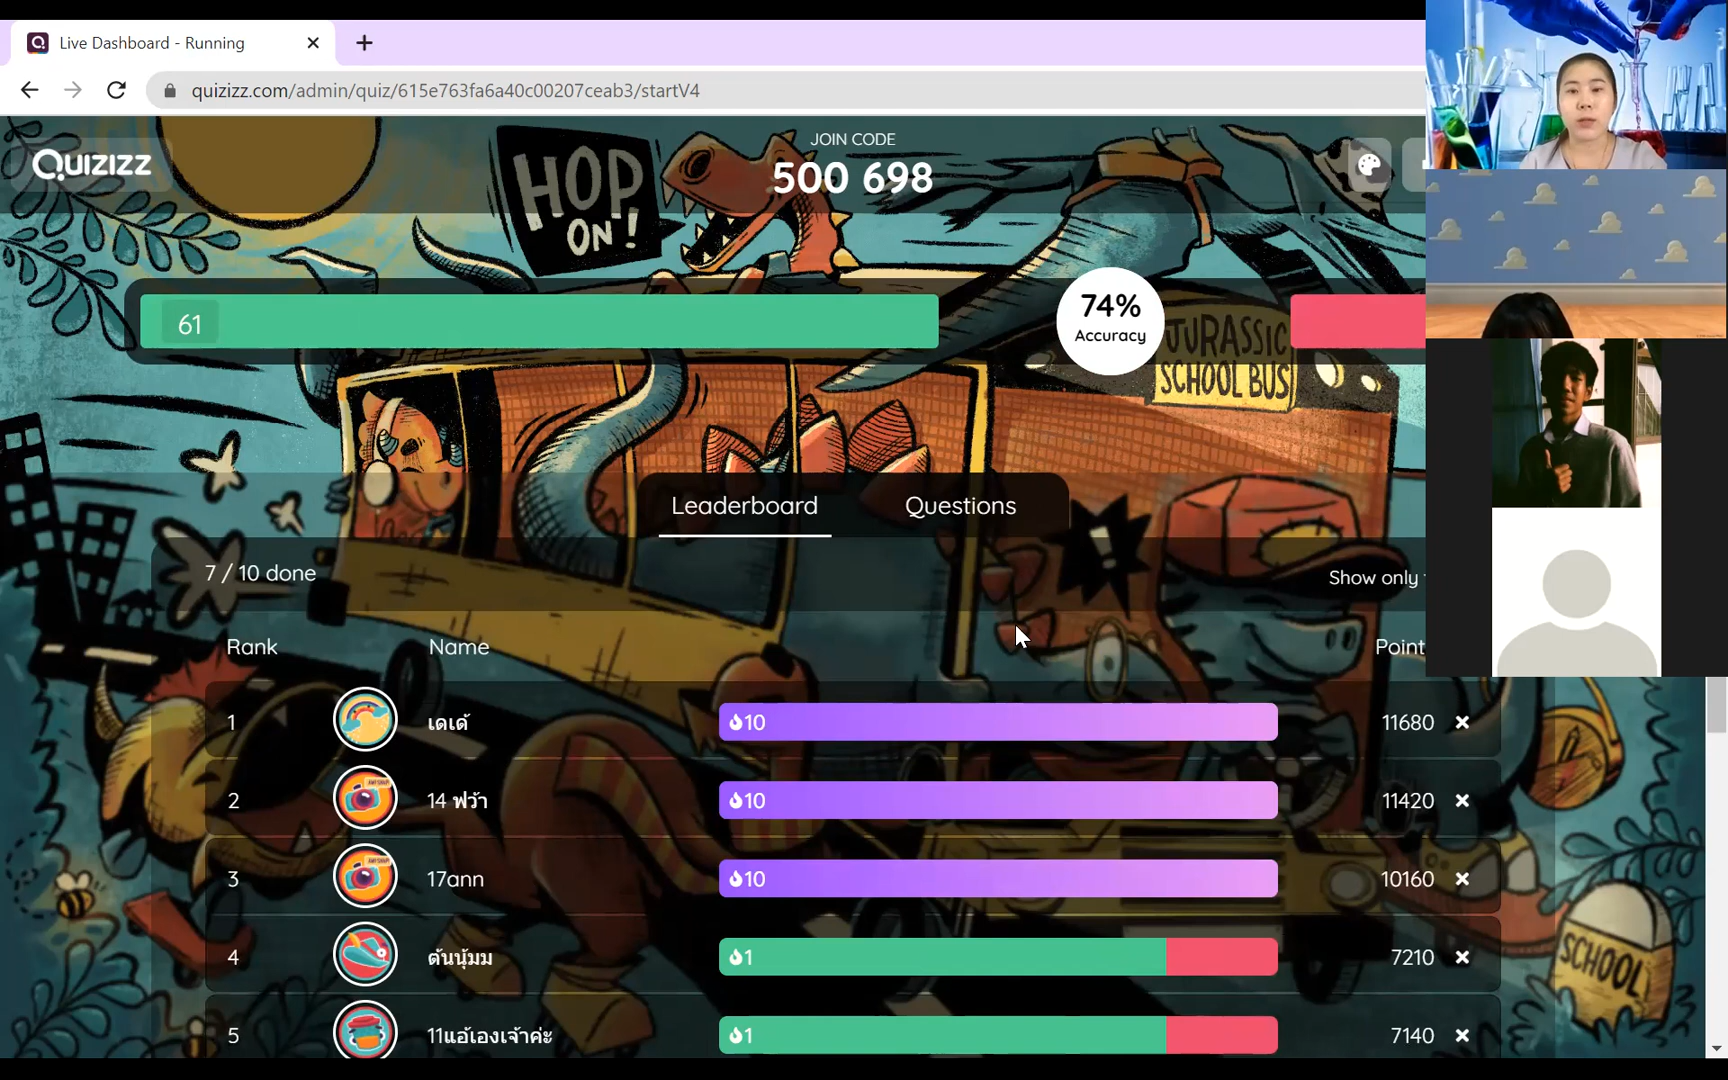 Live Dashboard - Running
quizizz.com/admin/quiz/615e763fa6a40c00207ceab3/startV4
Quizizz
HOP
ON!
JOIN CODE
500 698
61
74%
Accuracy
JURASSIC
SCHOOL BUS
Leaderboard
Questions
7 / 10 done
Show only
Rank
Name
Point
1
เดเด้
10
11680
2
14 ฟว้า
10
11420
3
17ann
10
10160
4
ต้นนุ้มม
1
7210
5
11แอ้เองเจ้าค่ะ
1
7140
SCHOOL